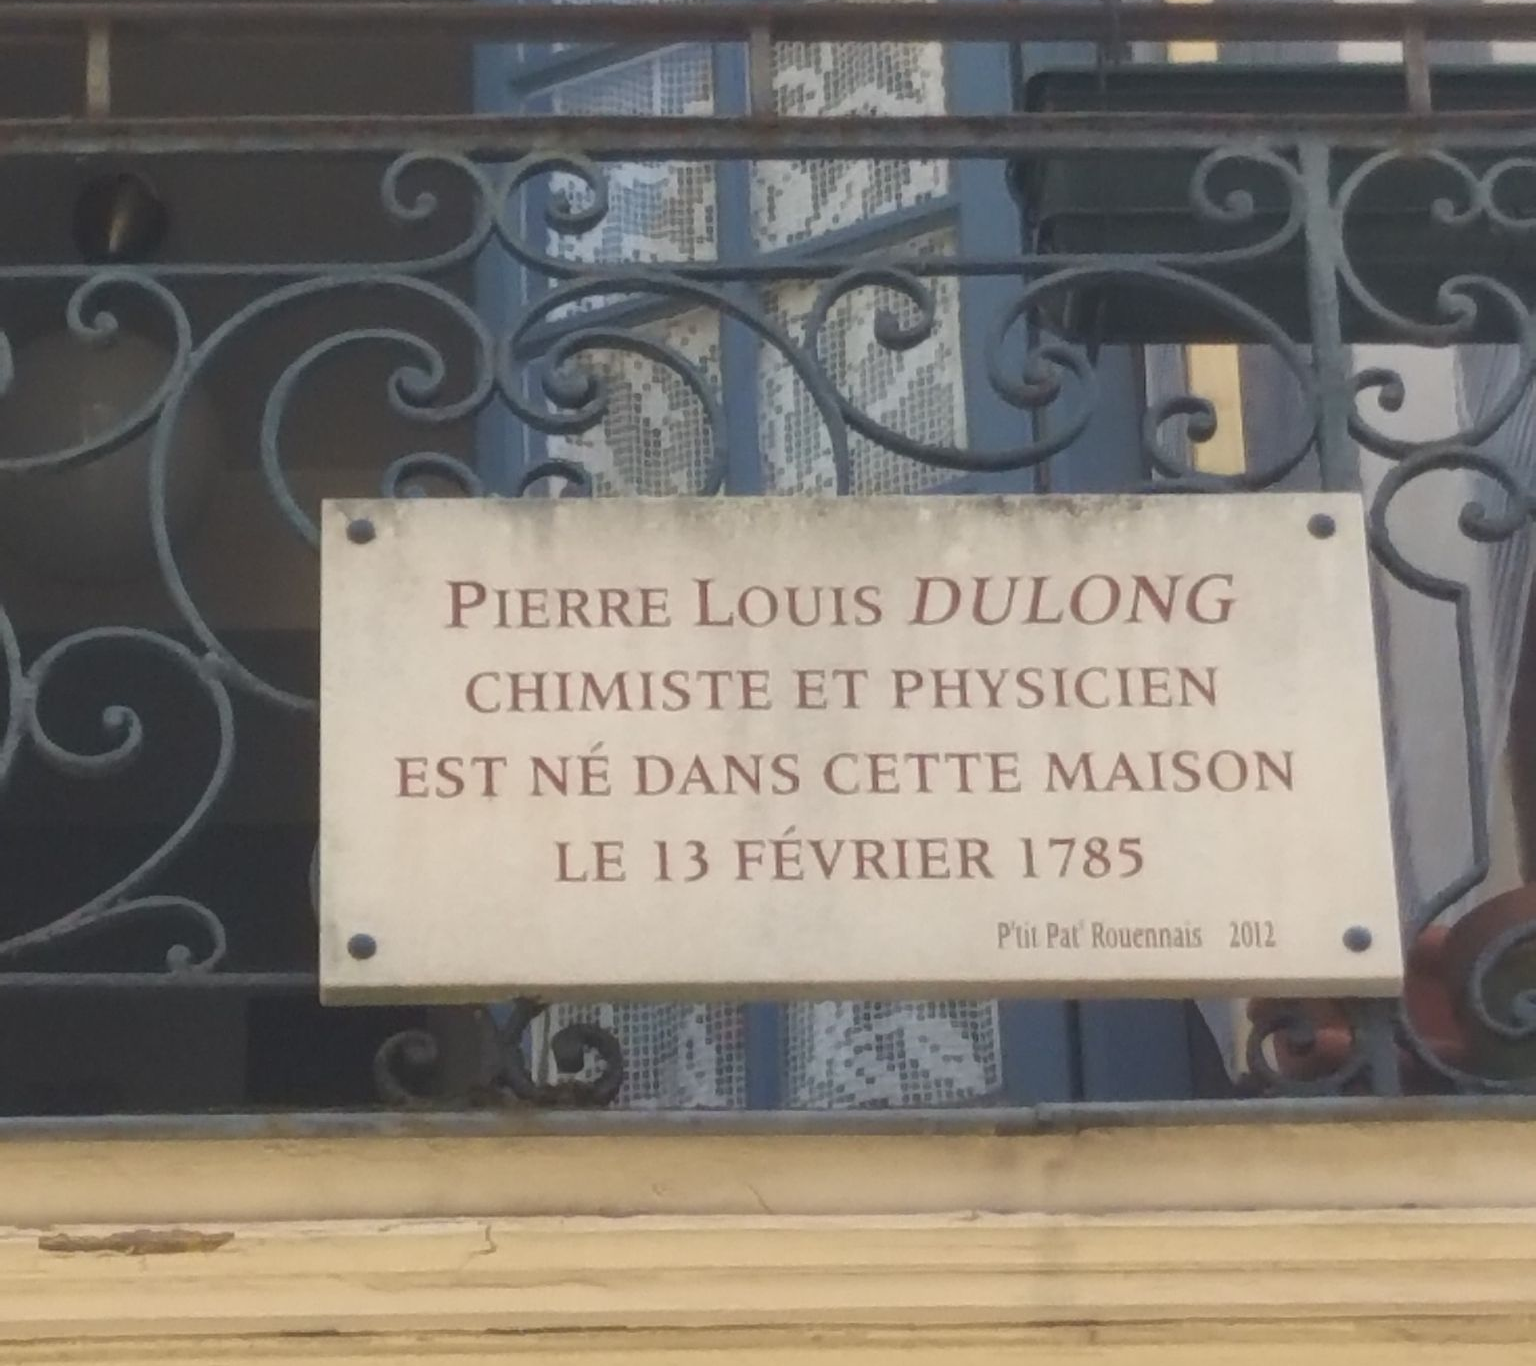 PIERRE LOUIS DULONG
CHIMISTE ET PHYSICIEN
EST NÉ DANS CETTE MAISON
LE 13 FÉVRIER 1785
P'tit Pat' Rouennais 2012